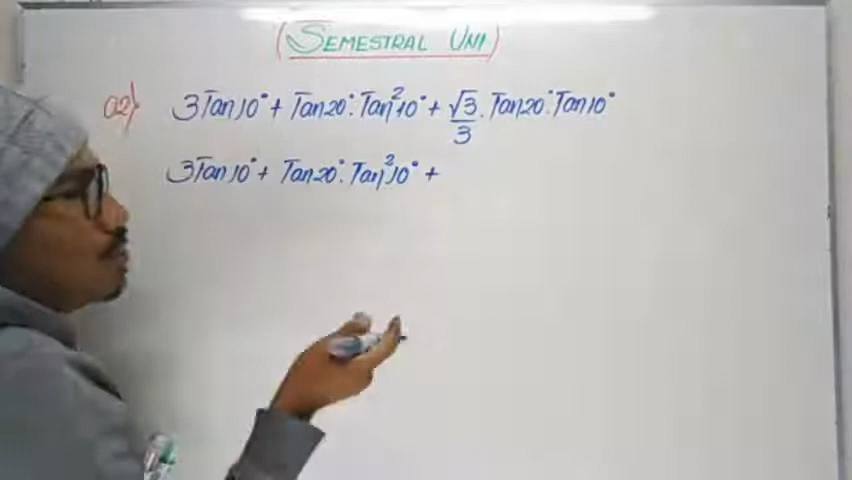 (SEMESTRAL UNI)
02) 3Tan10° + Tan20°.Tan²10° + √3/3.Tan20°.Tan10°
3Tan10° + Tan20°.Tan²10° +